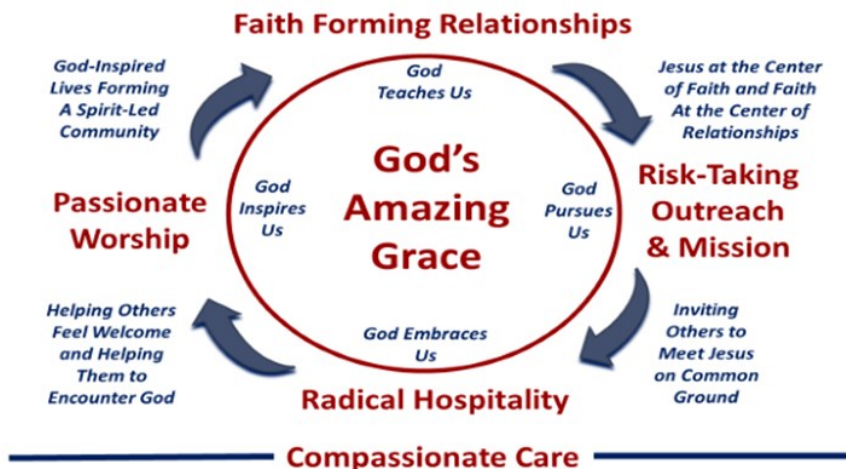 Faith Forming Relationships
God-Inspired
Lives Forming
A Spirit-Led
Community
God
Teaches Us
Jesus at the Center
of Faith and Faith
At the Center of
Relationships
Passionate
Worship
God
Inspires
Us
God's
Amazing
Grace
God
Pursues
Us
Risk-Taking
Outreach
& Mission
Helping Others
Feel Welcome
and Helping
Them to
Encounter God
God Embraces
Us
Inviting
Others to
Meet Jesus
on Common
Ground
Radical Hospitality
Compassionate Care